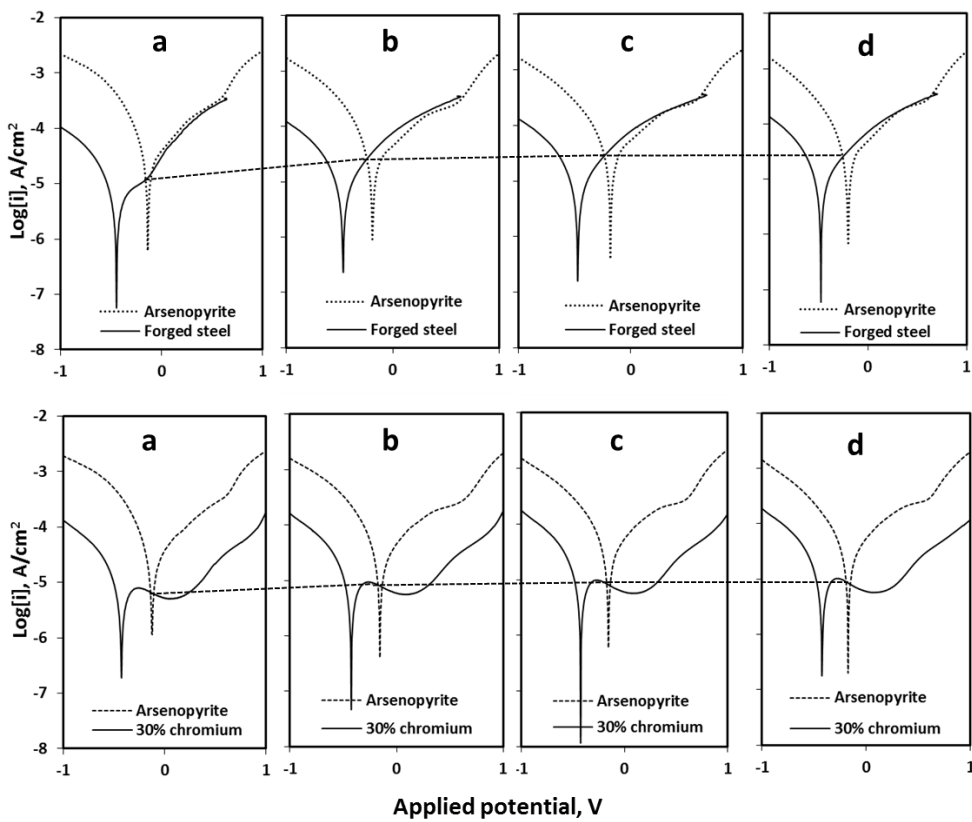 a
b
c
d
-2
-3
-4
-5
-6
-7
-8
Log[i], A/cm²
Arsenopyrite
Forged steel
Arsenopyrite
Forged steel
Arsenopyrite
Forged steel
Arsenopyrite
Forged steel
-1 0 1
-1 0 1
-1 0 1
-1 0 1
a
b
c
d
-2
-3
-4
-5
-6
-7
-8
Log[i], A/cm²
Arsenopyrite
30% chromium
Arsenopyrite
30% chromium
Arsenopyrite
30% chromium
Arsenopyrite
30% chromium
-1 0 1
-1 0 1
-1 0 1
-1 0 1
Applied potential, V